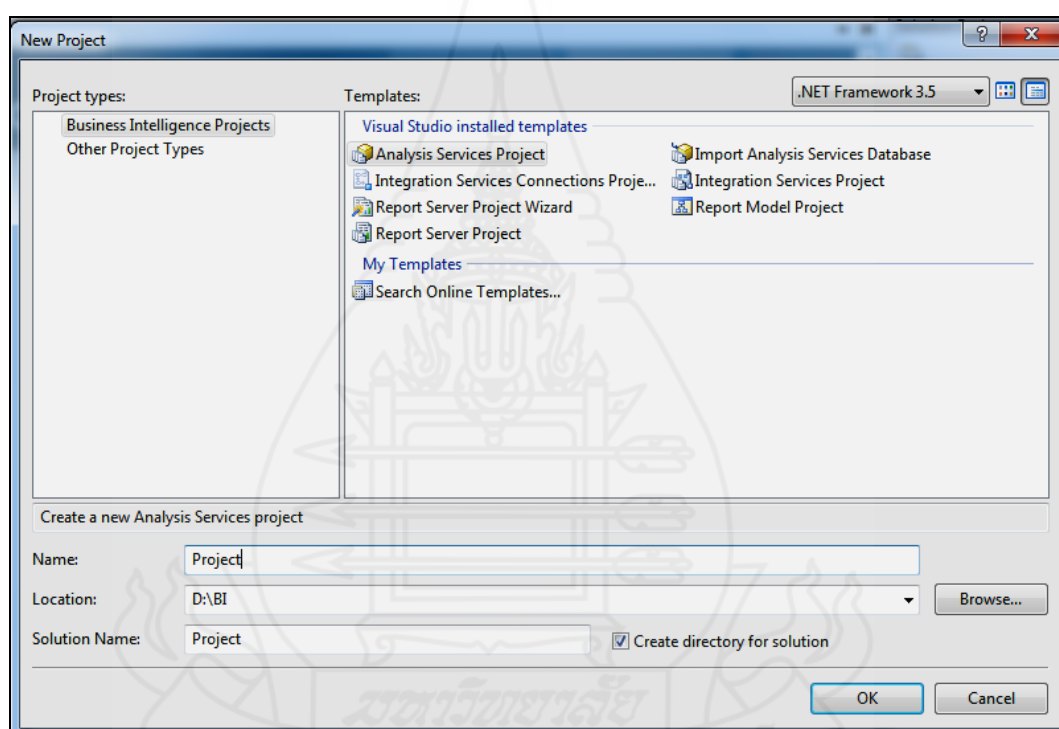 New Project
Project types:
Templates:
.NET Framework 3.5
Business Intelligence Projects
Other Project Types
Visual Studio installed templates
Analysis Services Project
Import Analysis Services Database
Integration Services Connections Proje...
Integration Services Project
Report Server Project Wizard
Report Model Project
Report Server Project
My Templates
Search Online Templates...
Create a new Analysis Services project
Name:
Project
Location:
D:\BI
Browse...
Solution Name:
Project
Create directory for solution
OK
Cancel